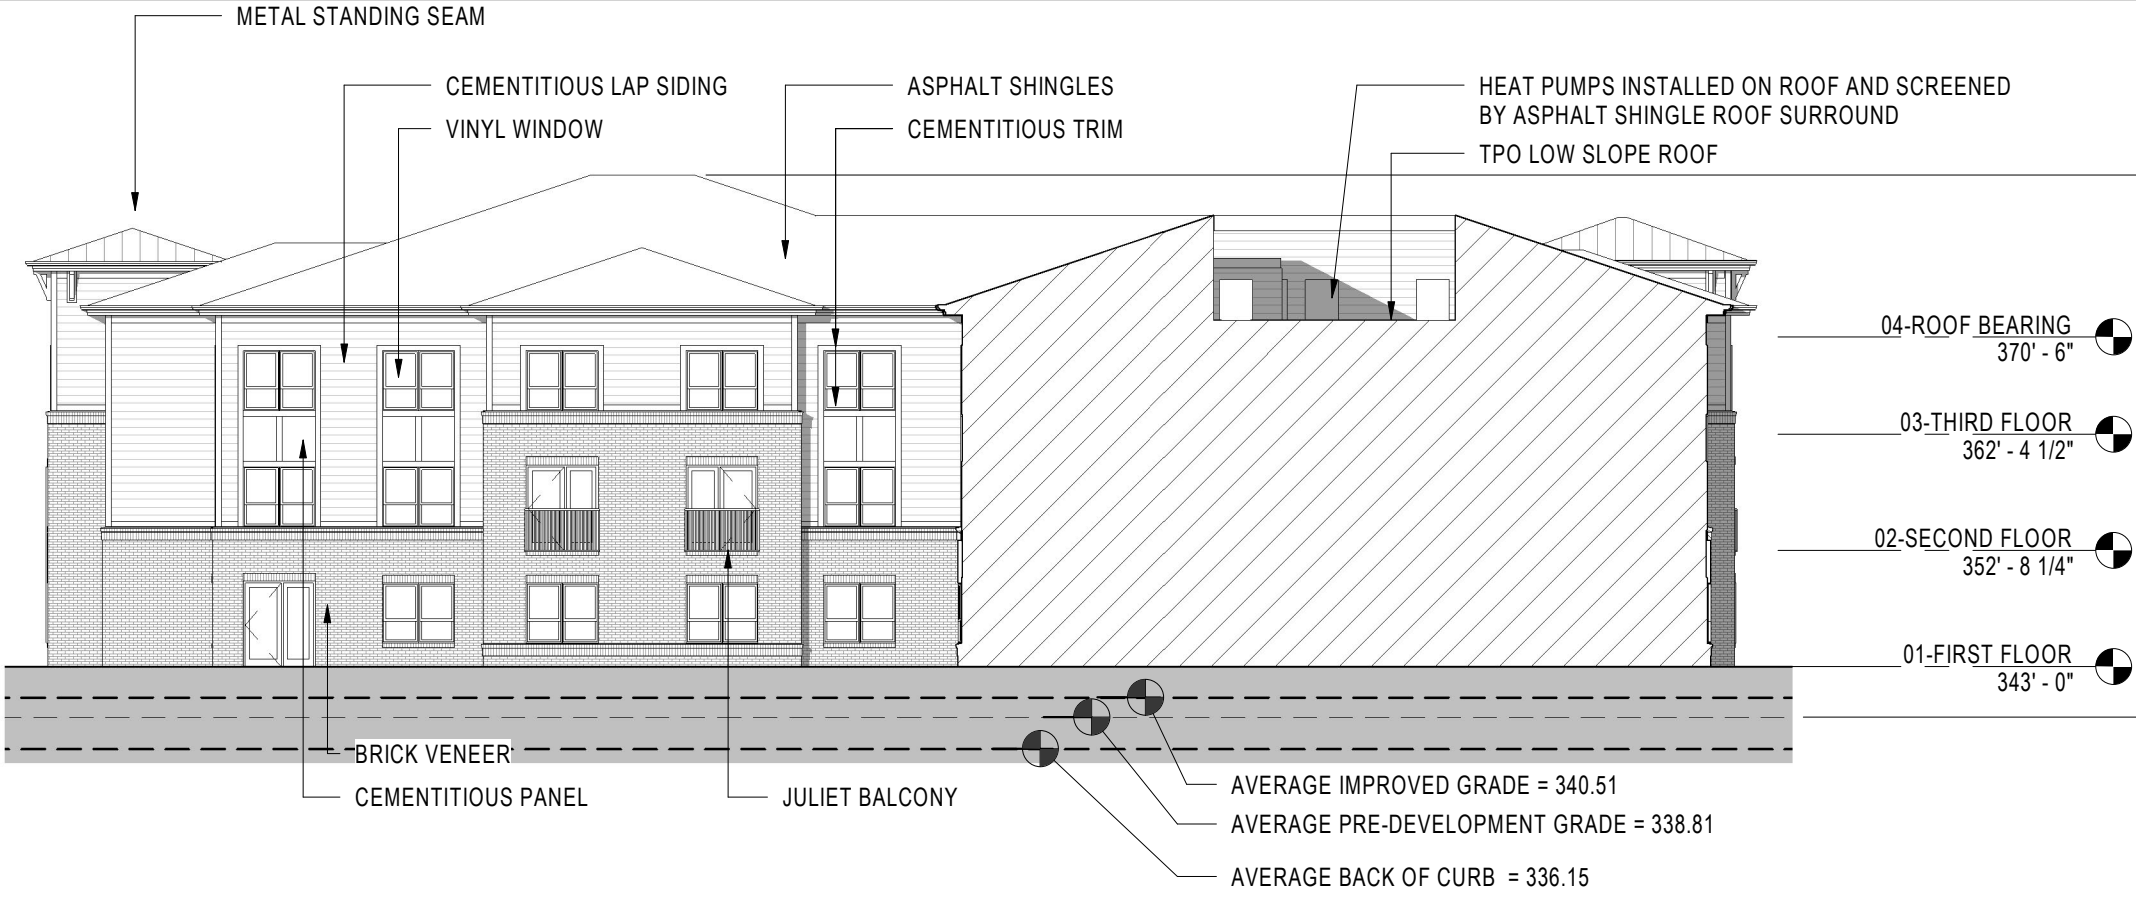 METAL STANDING SEAM
CEMENTITIOUS LAP SIDING
VINYL WINDOW
ASPHALT SHINGLES
CEMENTITIOUS TRIM
HEAT PUMPS INSTALLED ON ROOF AND SCREENED
BY ASPHALT SHINGLE ROOF SURROUND
TPO LOW SLOPE ROOF
04-ROOF BEARING
370' - 6"
03-THIRD FLOOR
362' - 4 1/2"
02-SECOND FLOOR
352' - 8 1/4"
01-FIRST FLOOR
343' - 0"
BRICK VENEER
CEMENTITIOUS PANEL
JULIET BALCONY
AVERAGE IMPROVED GRADE = 340.51
AVERAGE PRE-DEVELOPMENT GRADE = 338.81
AVERAGE BACK OF CURB = 336.15